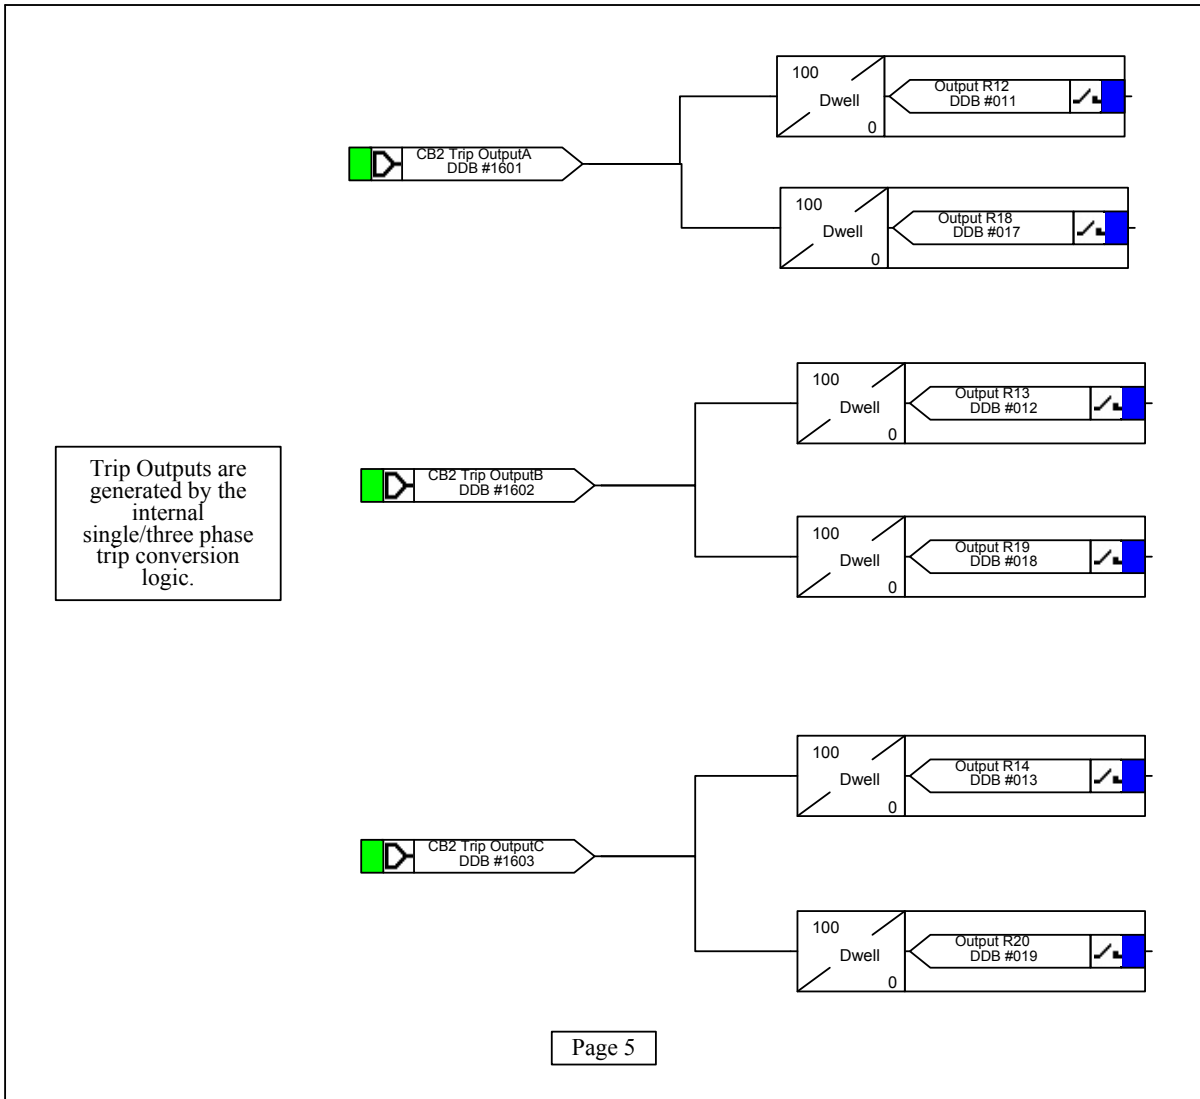 100
Dwell
0
Output R12
DDB #011
CB2 Trip OutputA
DDB #1601
100
Dwell
0
Output R18
DDB #017
100
Dwell
0
Output R13
DDB #012
Trip Outputs are
generated by the
internal
single/three phase
trip conversion
logic.
CB2 Trip OutputB
DDB #1602
100
Dwell
0
Output R19
DDB #018
100
Dwell
0
Output R14
DDB #013
CB2 Trip OutputC
DDB #1603
100
Dwell
0
Output R20
DDB #019
Page 5